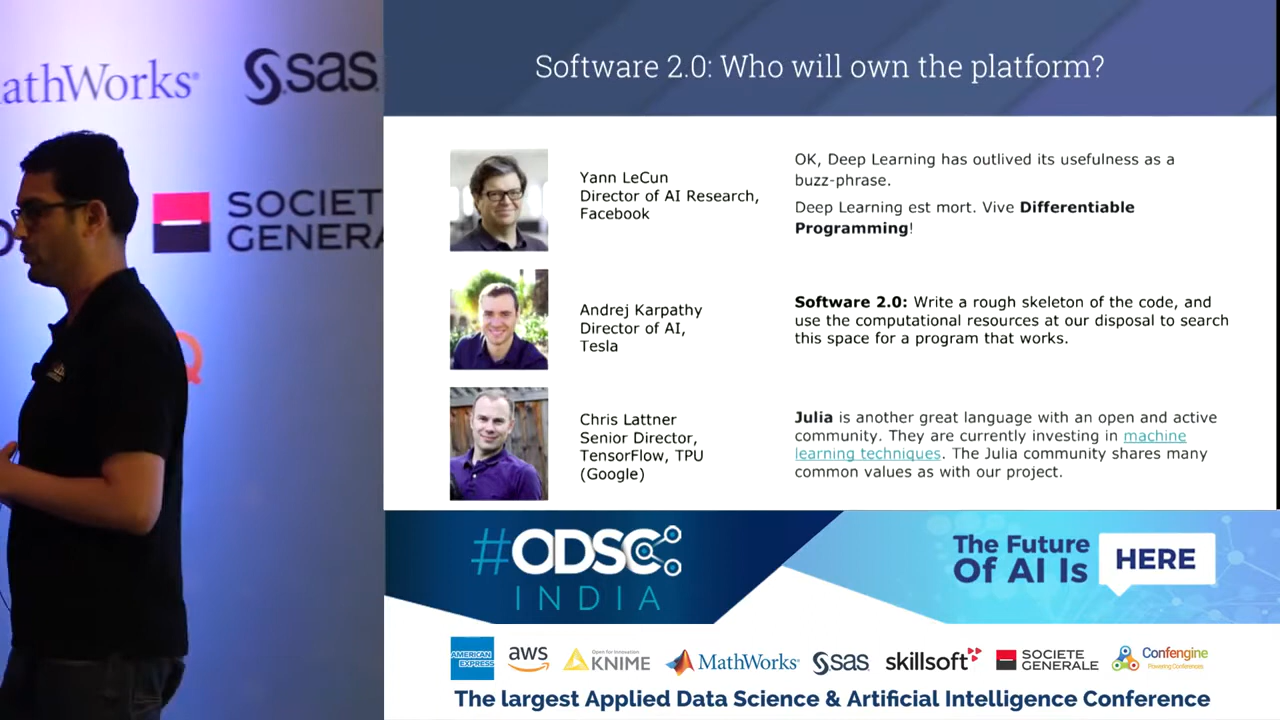 athWorks
sas
SOCIET
GENERA
Software 2.0: Who will own the platform?
Yann LeCun
Director of AI Research,
Facebook
OK, Deep Learning has outlived its usefulness as a
buzz-phrase.
Deep Learning est mort. Vive Differentiable
Programming!
Andrej Karpathy
Director of AI,
Tesla
Software 2.0: Write a rough skeleton of the code, and
use the computational resources at our disposal to search
this space for a program that works.
Chris Lattner
Senior Director,
TensorFlow, TPU
(Google)
Julia is another great language with an open and active
community. They are currently investing in machine
learning techniques. The Julia community shares many
common values as with our project.
#ODSC
INDIA
The Future
Of AI Is
HERE
AMERICAN
EXPRESS
aws
Open for Innovation
KNIME
MathWorks
sas
skillsoft
SOCIETE
GENERALE
Confengine
Powering Conferences
The largest Applied Data Science & Artificial Intelligence Conference